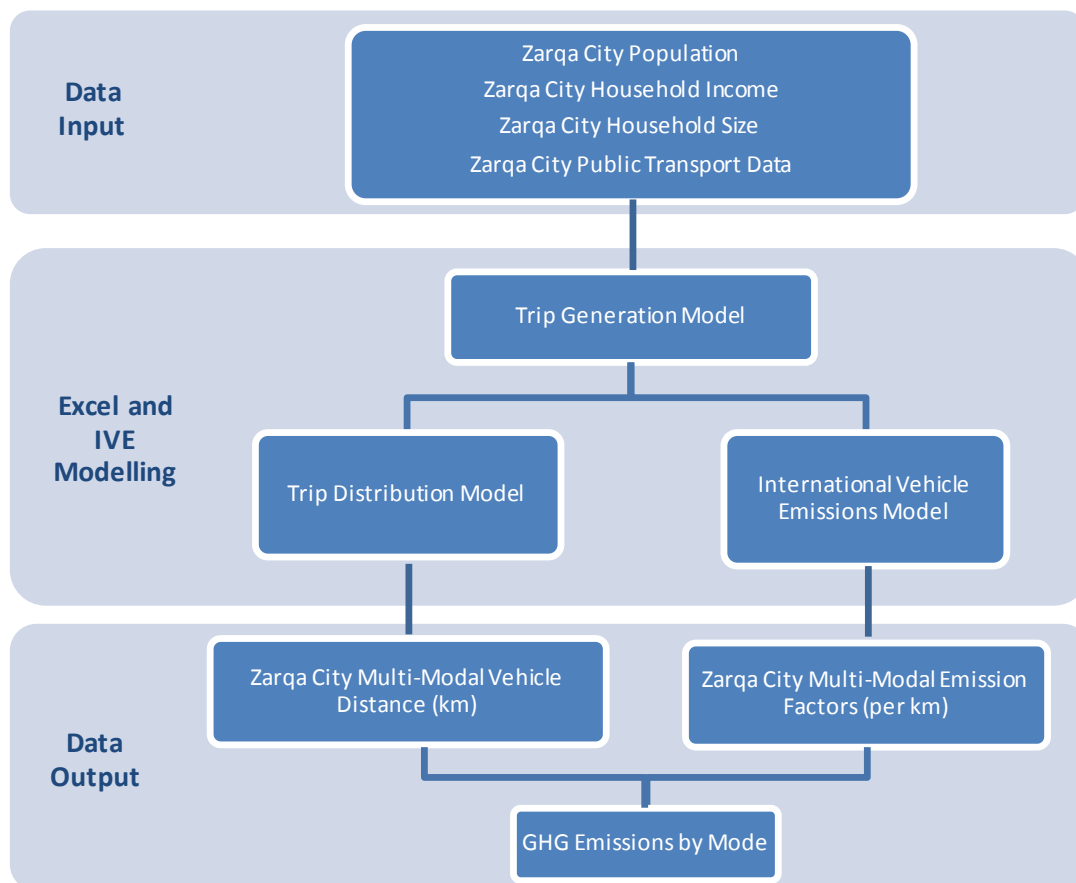 Data
Input
Zarqa City Population
Zarqa City Household Income
Zarqa City Household Size
Zarqa City Public Transport Data
Excel and
IVE
Modelling
Trip Generation Model
Trip Distribution Model
International Vehicle
Emissions Model
Data
Output
Zarqa City Multi-Modal Vehicle
Distance (km)
Zarqa City Multi-Modal Emission
Factors (per km)
GHG Emissions by Mode